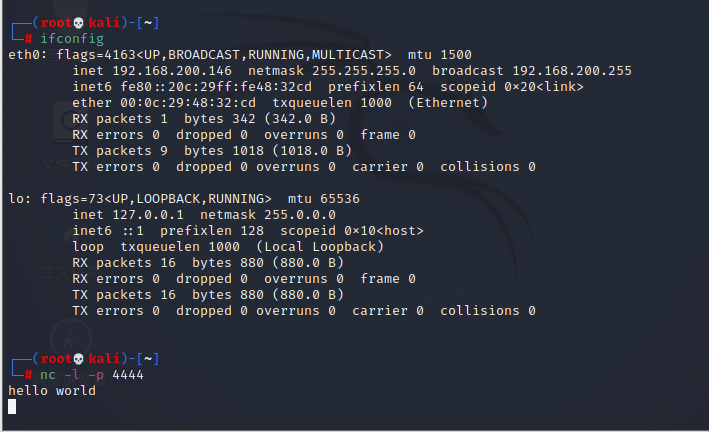 ┌──(root💀kali)-[~]
└─# ifconfig
eth0: flags=4163<UP,BROADCAST,RUNNING,MULTICAST>  mtu 1500
        inet 192.168.200.146  netmask 255.255.255.0  broadcast 192.168.200.255
        inet6 fe80::20c:29ff:fe48:32cd  prefixlen 64  scopeid 0×20<link>
        ether 00:0c:29:48:32:cd  txqueuelen 1000  (Ethernet)
        RX packets 1  bytes 342 (342.0 B)
        RX errors 0  dropped 0  overruns 0  frame 0
        TX packets 9  bytes 1018 (1018.0 B)
        TX errors 0  dropped 0 overruns 0  carrier 0  collisions 0

lo: flags=73<UP,LOOPBACK,RUNNING>  mtu 65536
        inet 127.0.0.1  netmask 255.0.0.0
        inet6 ::1  prefixlen 128  scopeid 0×10<host>
        loop  txqueuelen 1000  (Local Loopback)
        RX packets 16  bytes 880 (880.0 B)
        RX errors 0  dropped 0  overruns 0  frame 0
        TX packets 16  bytes 880 (880.0 B)
        TX errors 0  dropped 0 overruns 0  carrier 0  collisions 0

┌──(root💀kali)-[~]
└─# nc -l -p 4444
hello world